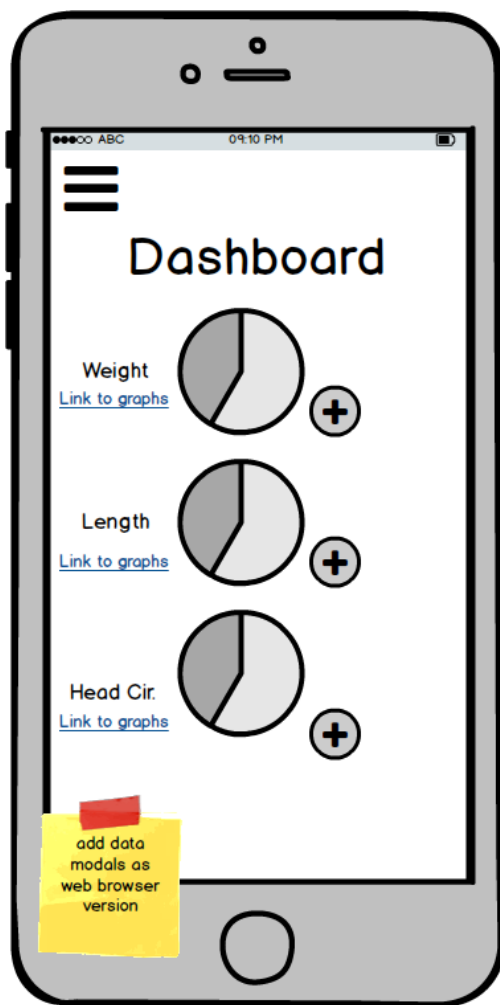 ABC 09:10 PM
Dashboard
Weight
Link to graphs
Length
Link to graphs
Head Cir.
Link to graphs
add data
modals as
web browser
version